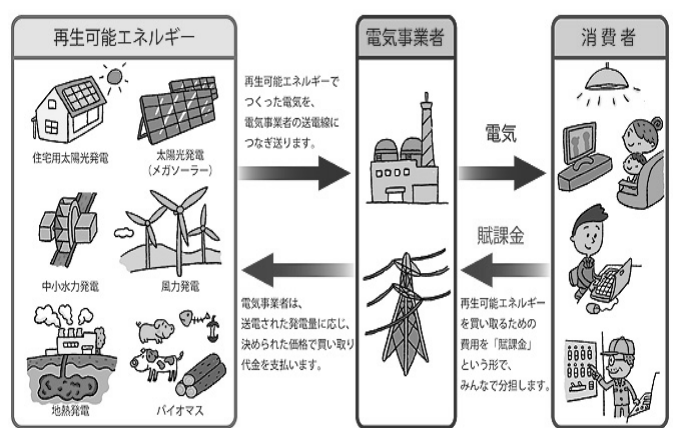 再生可能エネルギー
住宅用太陽光発電
太陽光発電
（メガソーラー）
中小水力発電
風力発電
地熱発電
バイオマス
再生可能エネルギーで
つくった電気を、
電気事業者の送電線に
つなぎ送ります。
電気事業者は、
送電された発電量に応じ、
決められた価格で買い取り
代金を支払います。
電気事業者
電気
賦課金
再生可能エネルギー
を買い取るための
費用を「賦課金」
という形で、
みんなで分担します。
消費者